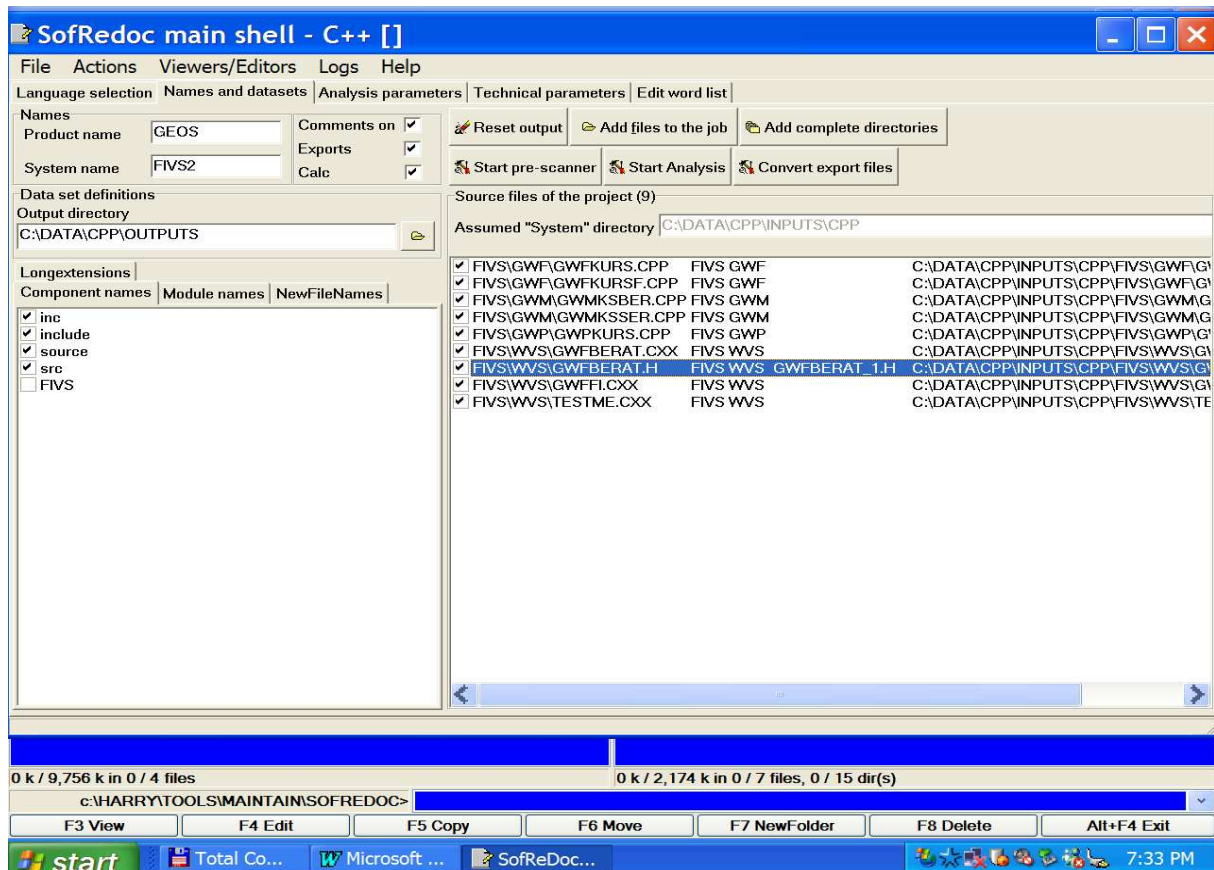 SofRedoc main shell - C++ []
File Actions Viewers/Editors Logs Help
Language selection Names and datasets Analysis parameters Technical parameters Edit word list
Names
Product name GEOS
System name FIVS2
Comments on
Exports
Calc
Reset output Add files to the job Add complete directories
Start pre-scanner Start Analysis Convert export files
Data set definitions
Output directory
C:\DATA\CPP\OUTPUTS
Source files of the project (9)
Assumed "System" directory C:\DATA\CPP\INPUTS\CPP
Longextensions
Component names Module names NewFileNames
inc
include
source
src
FIVS
FIVS\GWF\GWFKURS.CPP FIVS GWF C:\DATA\CPP\INPUTS\CPP\FIVS\GWF\G
FIVS\GWF\GWFKURSF.CPP FIVS GWF C:\DATA\CPP\INPUTS\CPP\FIVS\GWF\G
FIVS\GWM\GWMKSBER.CPP FIVS GWM C:\DATA\CPP\INPUTS\CPP\FIVS\GWM\G
FIVS\GWM\GWMKSSER.CPP FIVS GWM C:\DATA\CPP\INPUTS\CPP\FIVS\GWM\G
FIVS\GWP\GWPKURS.CPP FIVS GWP C:\DATA\CPP\INPUTS\CPP\FIVS\GWP\G
FIVS\WVS\GWFBERAT.CXX FIVS WVS C:\DATA\CPP\INPUTS\CPP\FIVS\WVS\G
FIVS\WVS\GWFBERAT.H FIVS WVS GWFBERAT_1.H C:\DATA\CPP\INPUTS\CPP\FIVS\WVS\G
FIVS\WVS\GWFFI.CXX FIVS WVS C:\DATA\CPP\INPUTS\CPP\FIVS\WVS\G
FIVS\WVS\TESTME.CXX FIVS WVS C:\DATA\CPP\INPUTS\CPP\FIVS\WVS\TE
0 k / 9,756 k in 0 / 4 files
0 k / 2,174 k in 0 / 7 files, 0 / 15 dir(s)
c:\HARRY\TOOLS\MAINTAIN\SOFREDOC>
F3 View F4 Edit F5 Copy F6 Move F7 NewFolder F8 Delete Alt+F4 Exit
start Total Co... Microsoft ... SofReDoc... 7:33 PM